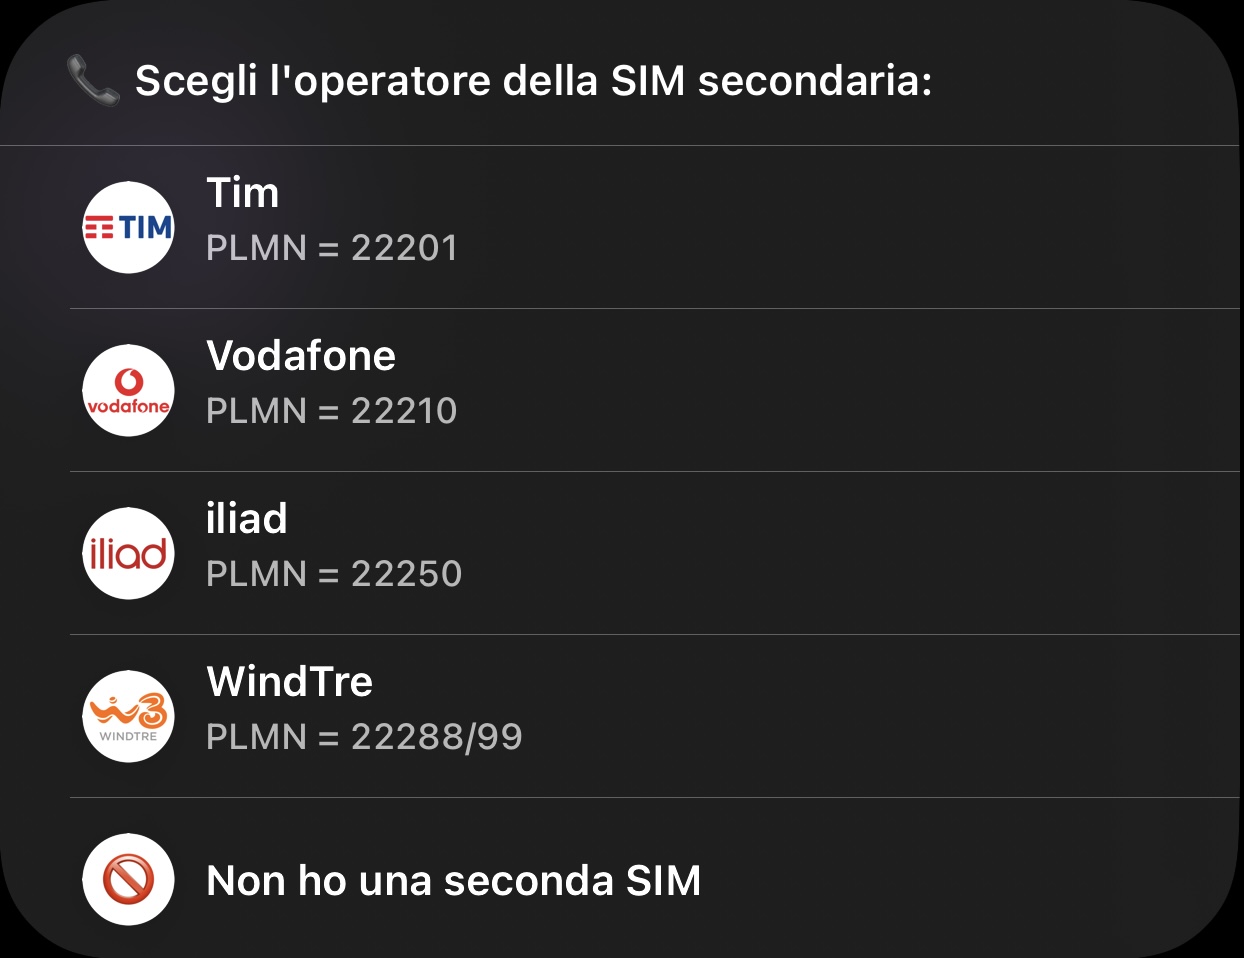 Scegli l'operatore della SIM secondaria:
TIM
Tim
PLMN = 22201
vodafone
Vodafone
PLMN = 22210
iliad
iliad
PLMN = 22250
W3
WINDTRE
WindTre
PLMN = 22288/99
Non ho una seconda SIM